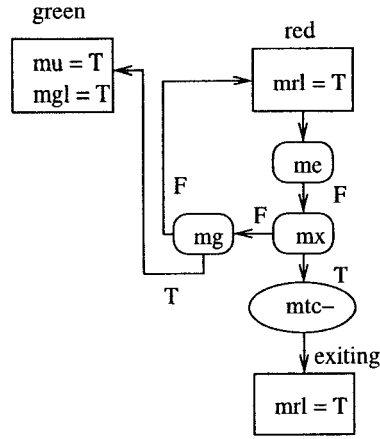 green
mu = T
mgl = T
red
mrl = T
me
F
mx
F
mg
F
T
T
mtc-
exiting
mrl = T